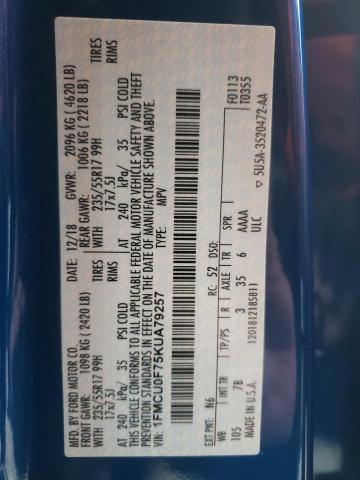 MFD. BY FORD MOTOR CO.
DATE: 12/18 GVWR: 2096 KG ( 4620 LB)
FRONT GAWR: 1098 KG ( 2420 LB) REAR GAWR: 1006 KG ( 2218 LB)
WITH 235/55R17 99H TIRES WITH 235/55R17 99H TIRES
17x7.5J RIMS 17x7.5J RIMS
AT 240 kPa/ 35 PSI COLD AT 240 kPa/ 35 PSI COLD
THIS VEHICLE CONFORMS TO ALL APPLICABLE FEDERAL MOTOR VEHICLE SAFETY AND THEFT
PREVENTION STANDARDS IN EFFECT ON THE DATE OF MANUFACTURE SHOWN ABOVE.
VIN: 1FMCU0F75KUA79257
TYPE: MPV
F0113
T0355
EXT PNT: N6 RC: 52 DSO:
WB INT TR TP/PS R AXLE TR SPR
105 7B 3 35 6 AAAA
ULC
MADE IN U.S.A.
1201812185811
5U5A-3520472-AA